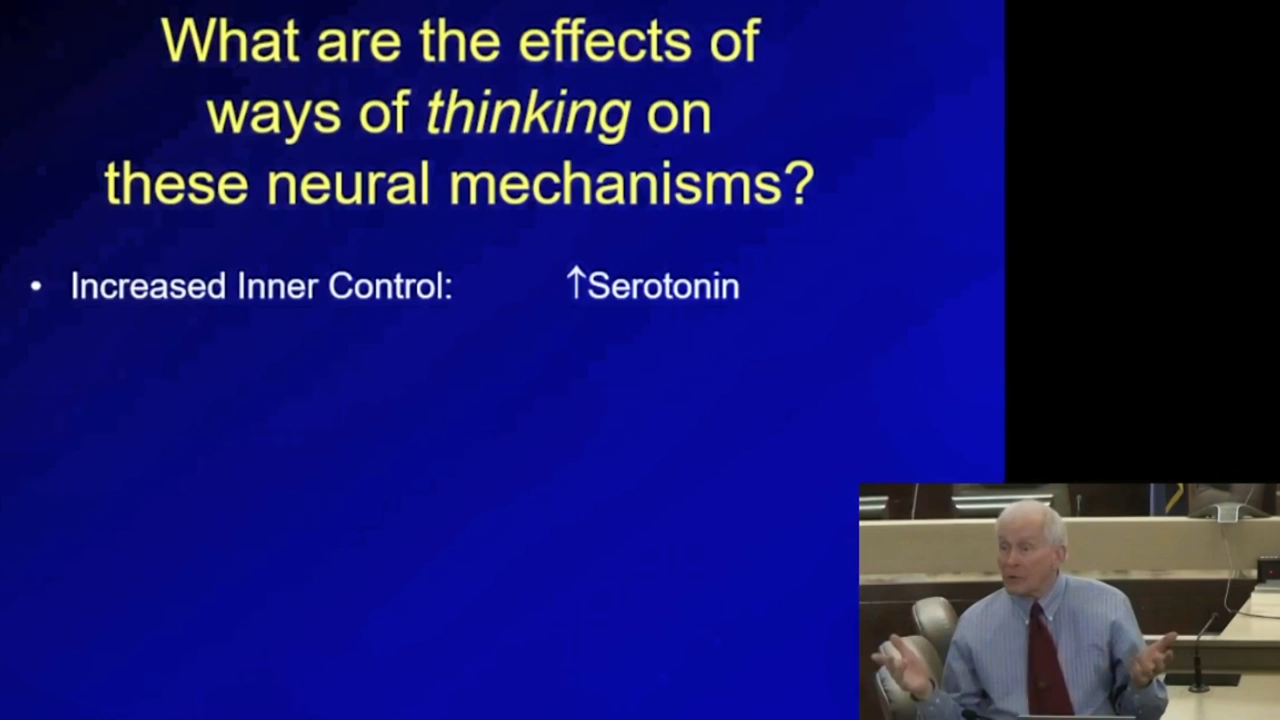 What are the effects of
ways of thinking on
these neural mechanisms?
• Increased Inner Control: ↑Serotonin